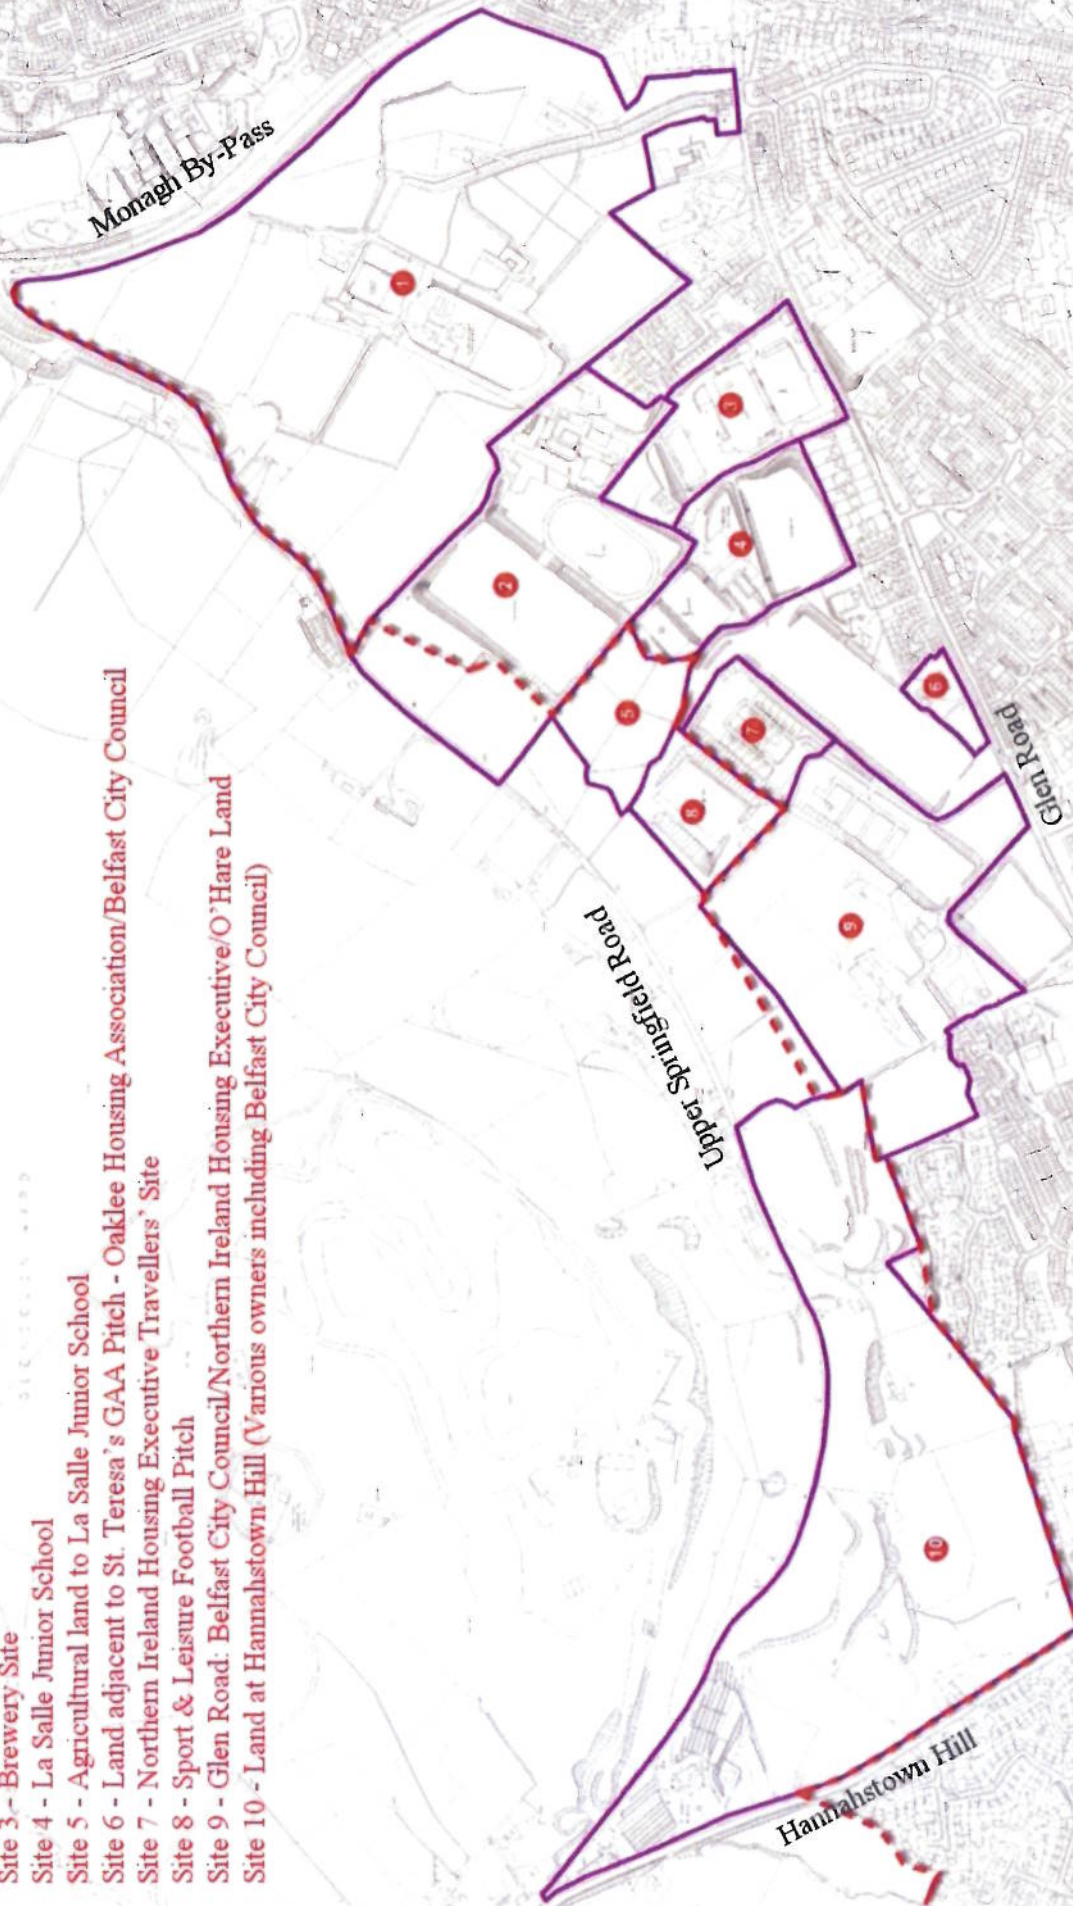 Site 3 - Brewery Site
Site 4 - La Salle Junior School
Site 5 - Agricultural land to La Salle Junior School
Site 6 - Land adjacent to St. Teresa's GAA Pitch - Oaklee Housing Association/Belfast City Council
Site 7 - Northern Ireland Housing Executive Travellers' Site
Site 8 - Sport & Leisure Football Pitch
Site 9 - Glen Road: Belfast City Council/Northern Ireland Housing Executive/O'Hare Land
Site 10 - Land at Hannahstown Hill (Various owners including Belfast City Council)
Monagh By-Pass
Upper Springfield Road
Glen Road
Hannahstown Hill
1
2
3
4
5
6
7
8
9
10